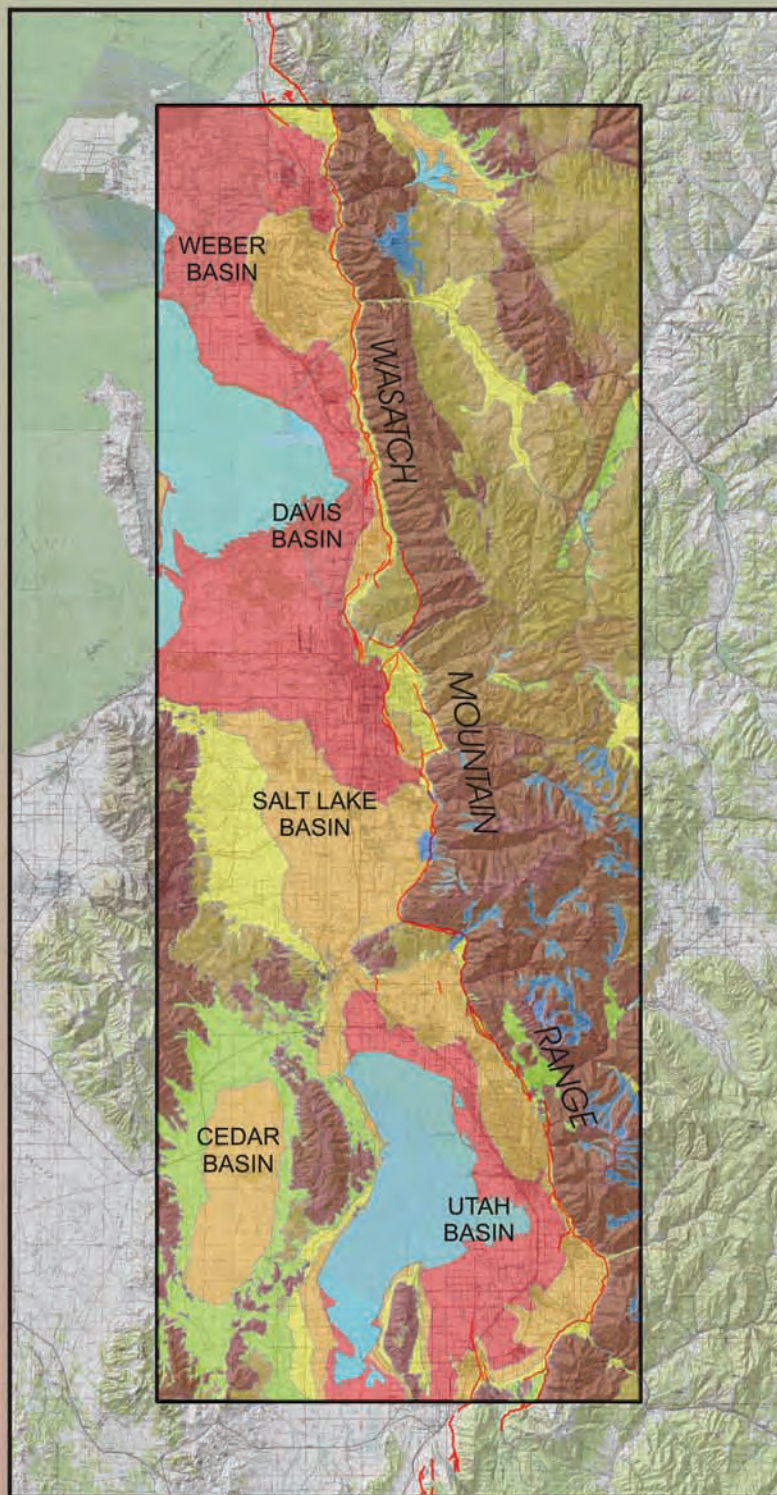 WEBER
BASIN
WASATCH
DAVIS
BASIN
MOUNTAIN
SALT LAKE
BASIN
RANGE
CEDAR
BASIN
UTAH
BASIN